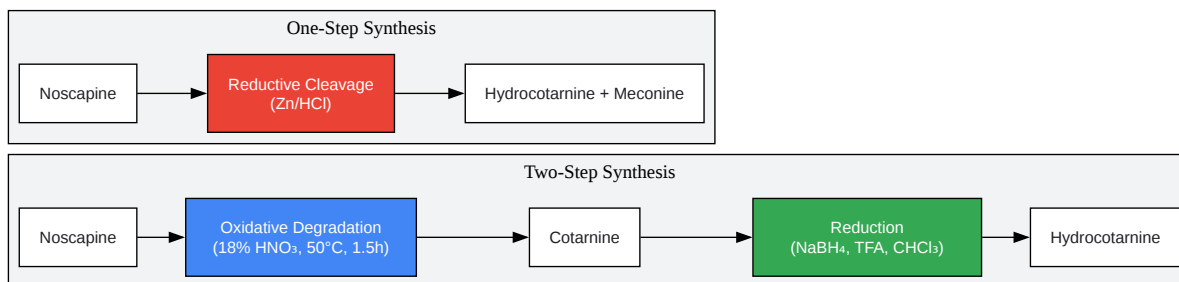 One-Step Synthesis
Noscapine
Reductive Cleavage
(Zn/HCl)
Hydrocotarnine + Meconine
Two-Step Synthesis
Noscapine
Oxidative Degradation
(18% HNO₃, 50°C, 1.5h)
Cotarnine
Reduction
(NaBH₄, TFA, CHCl₃)
Hydrocotarnine